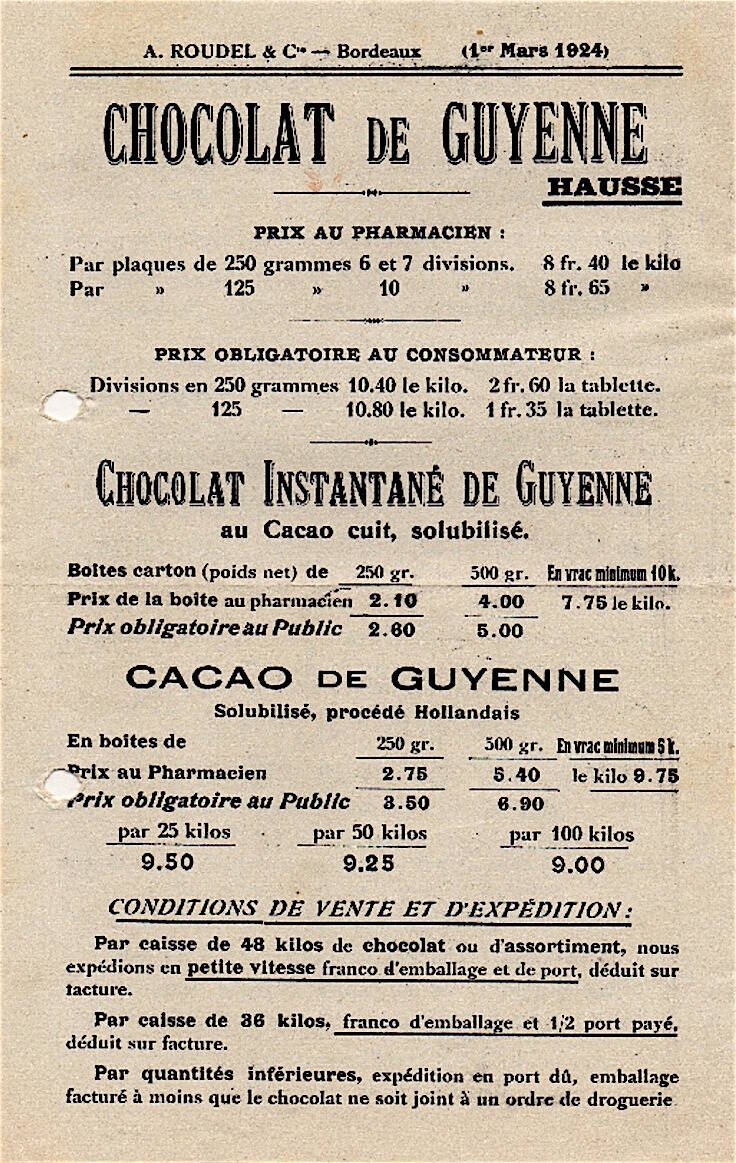 A. ROUDEL & Cie — Bordeaux (1er Mars 1924)
CHOCOLAT DE GUYENNE
HAUSSE
PRIX AU PHARMACIEN :
Par plaques de 250 grammes 6 et 7 divisions. 8 fr. 40 le kilo
Par » 125 » 10 » 8 fr. 65 »
PRIX OBLIGATOIRE AU CONSOMMATEUR :
Divisions en 250 grammes 10.40 le kilo. 2 fr. 60 la tablette.
— 125 — 10.80 le kilo. 1 fr. 35 la tablette.
CHOCOLAT INSTANTANÉ DE GUYENNE
au Cacao cuit, solubilisé.
Boites carton (poids net) de 250 gr. 500 gr. En vrac minimum 10 k.
Prix de la boite au pharmacien 2.10 4.00 7.75 le kilo.
Prix obligatoire au Public 2.60 5.00
CACAO DE GUYENNE
Solubilisé, procédé Hollandais
En boites de 250 gr. 500 gr. En vrac minimum 5 k.
Prix au Pharmacien 2.75 5.40 le kilo 9.75
Prix obligatoire au Public 3.50 6.90
par 25 kilos par 50 kilos par 100 kilos
9.50 9.25 9.00
CONDITIONS DE VENTE ET D'EXPÉDITION :
Par caisse de 48 kilos de chocolat ou d'assortiment, nous
expédions en petite vitesse franco d'emballage et de port, déduit sur
facture.
Par caisse de 36 kilos, franco d'emballage et 1/2 port payé,
déduit sur facture.
Par quantités inférieures, expédition en port dû, emballage
facturé à moins que le chocolat ne soit joint à un ordre de droguerie